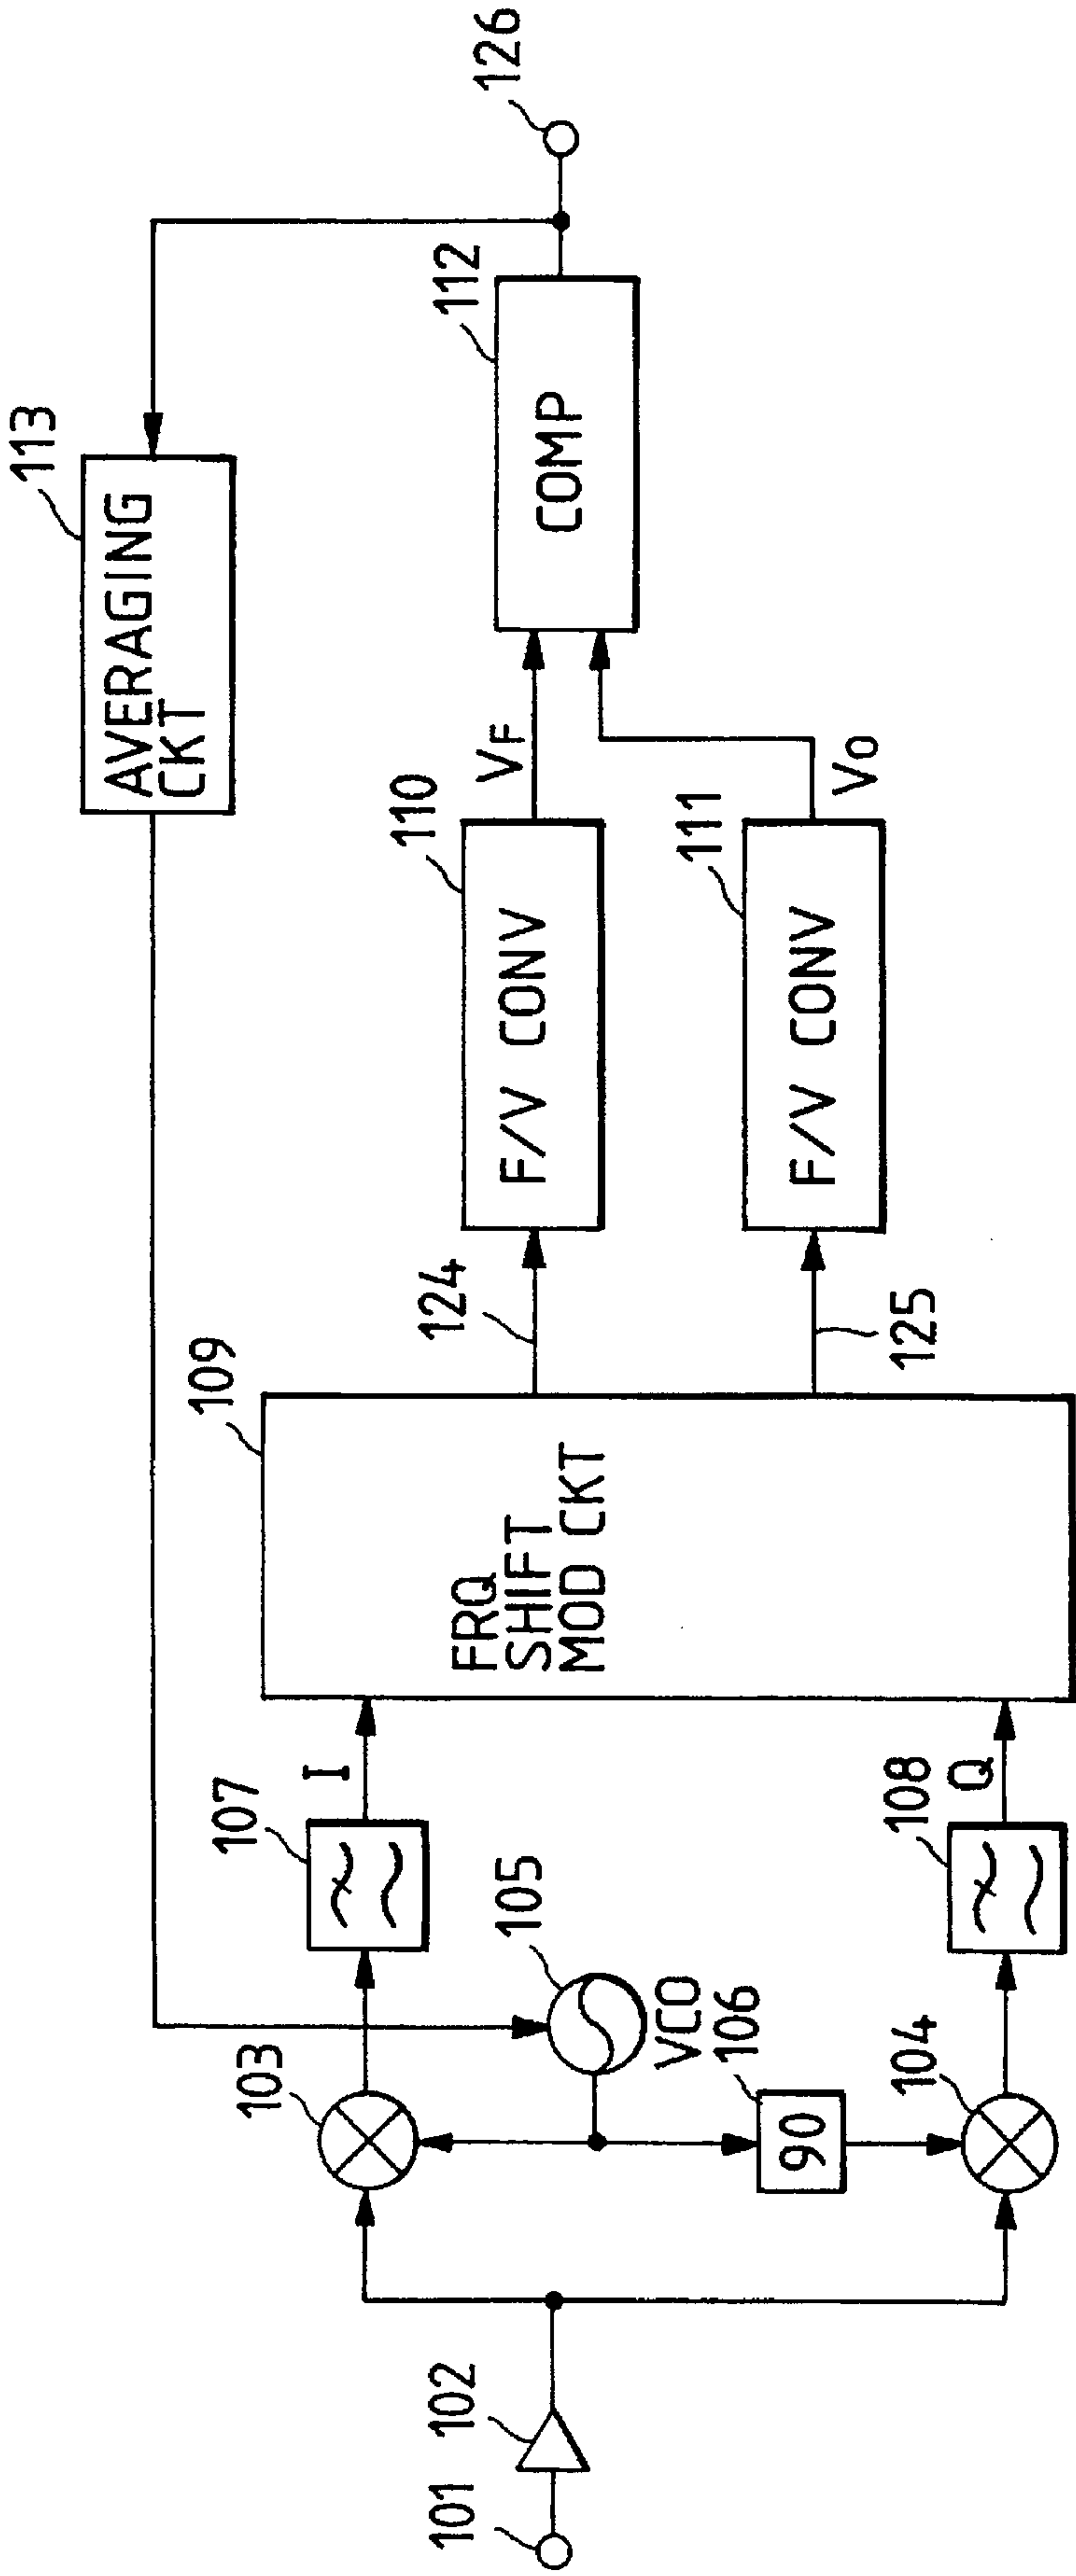 113
AVERAGING
CKT
126
112
COMP
VF
VO
110
F/V CONV
111
F/V CONV
124
125
109
FRQ
SHIFT
MOD CKT
107
I
108
Q
105
VCO
103
106
90
104
102
101